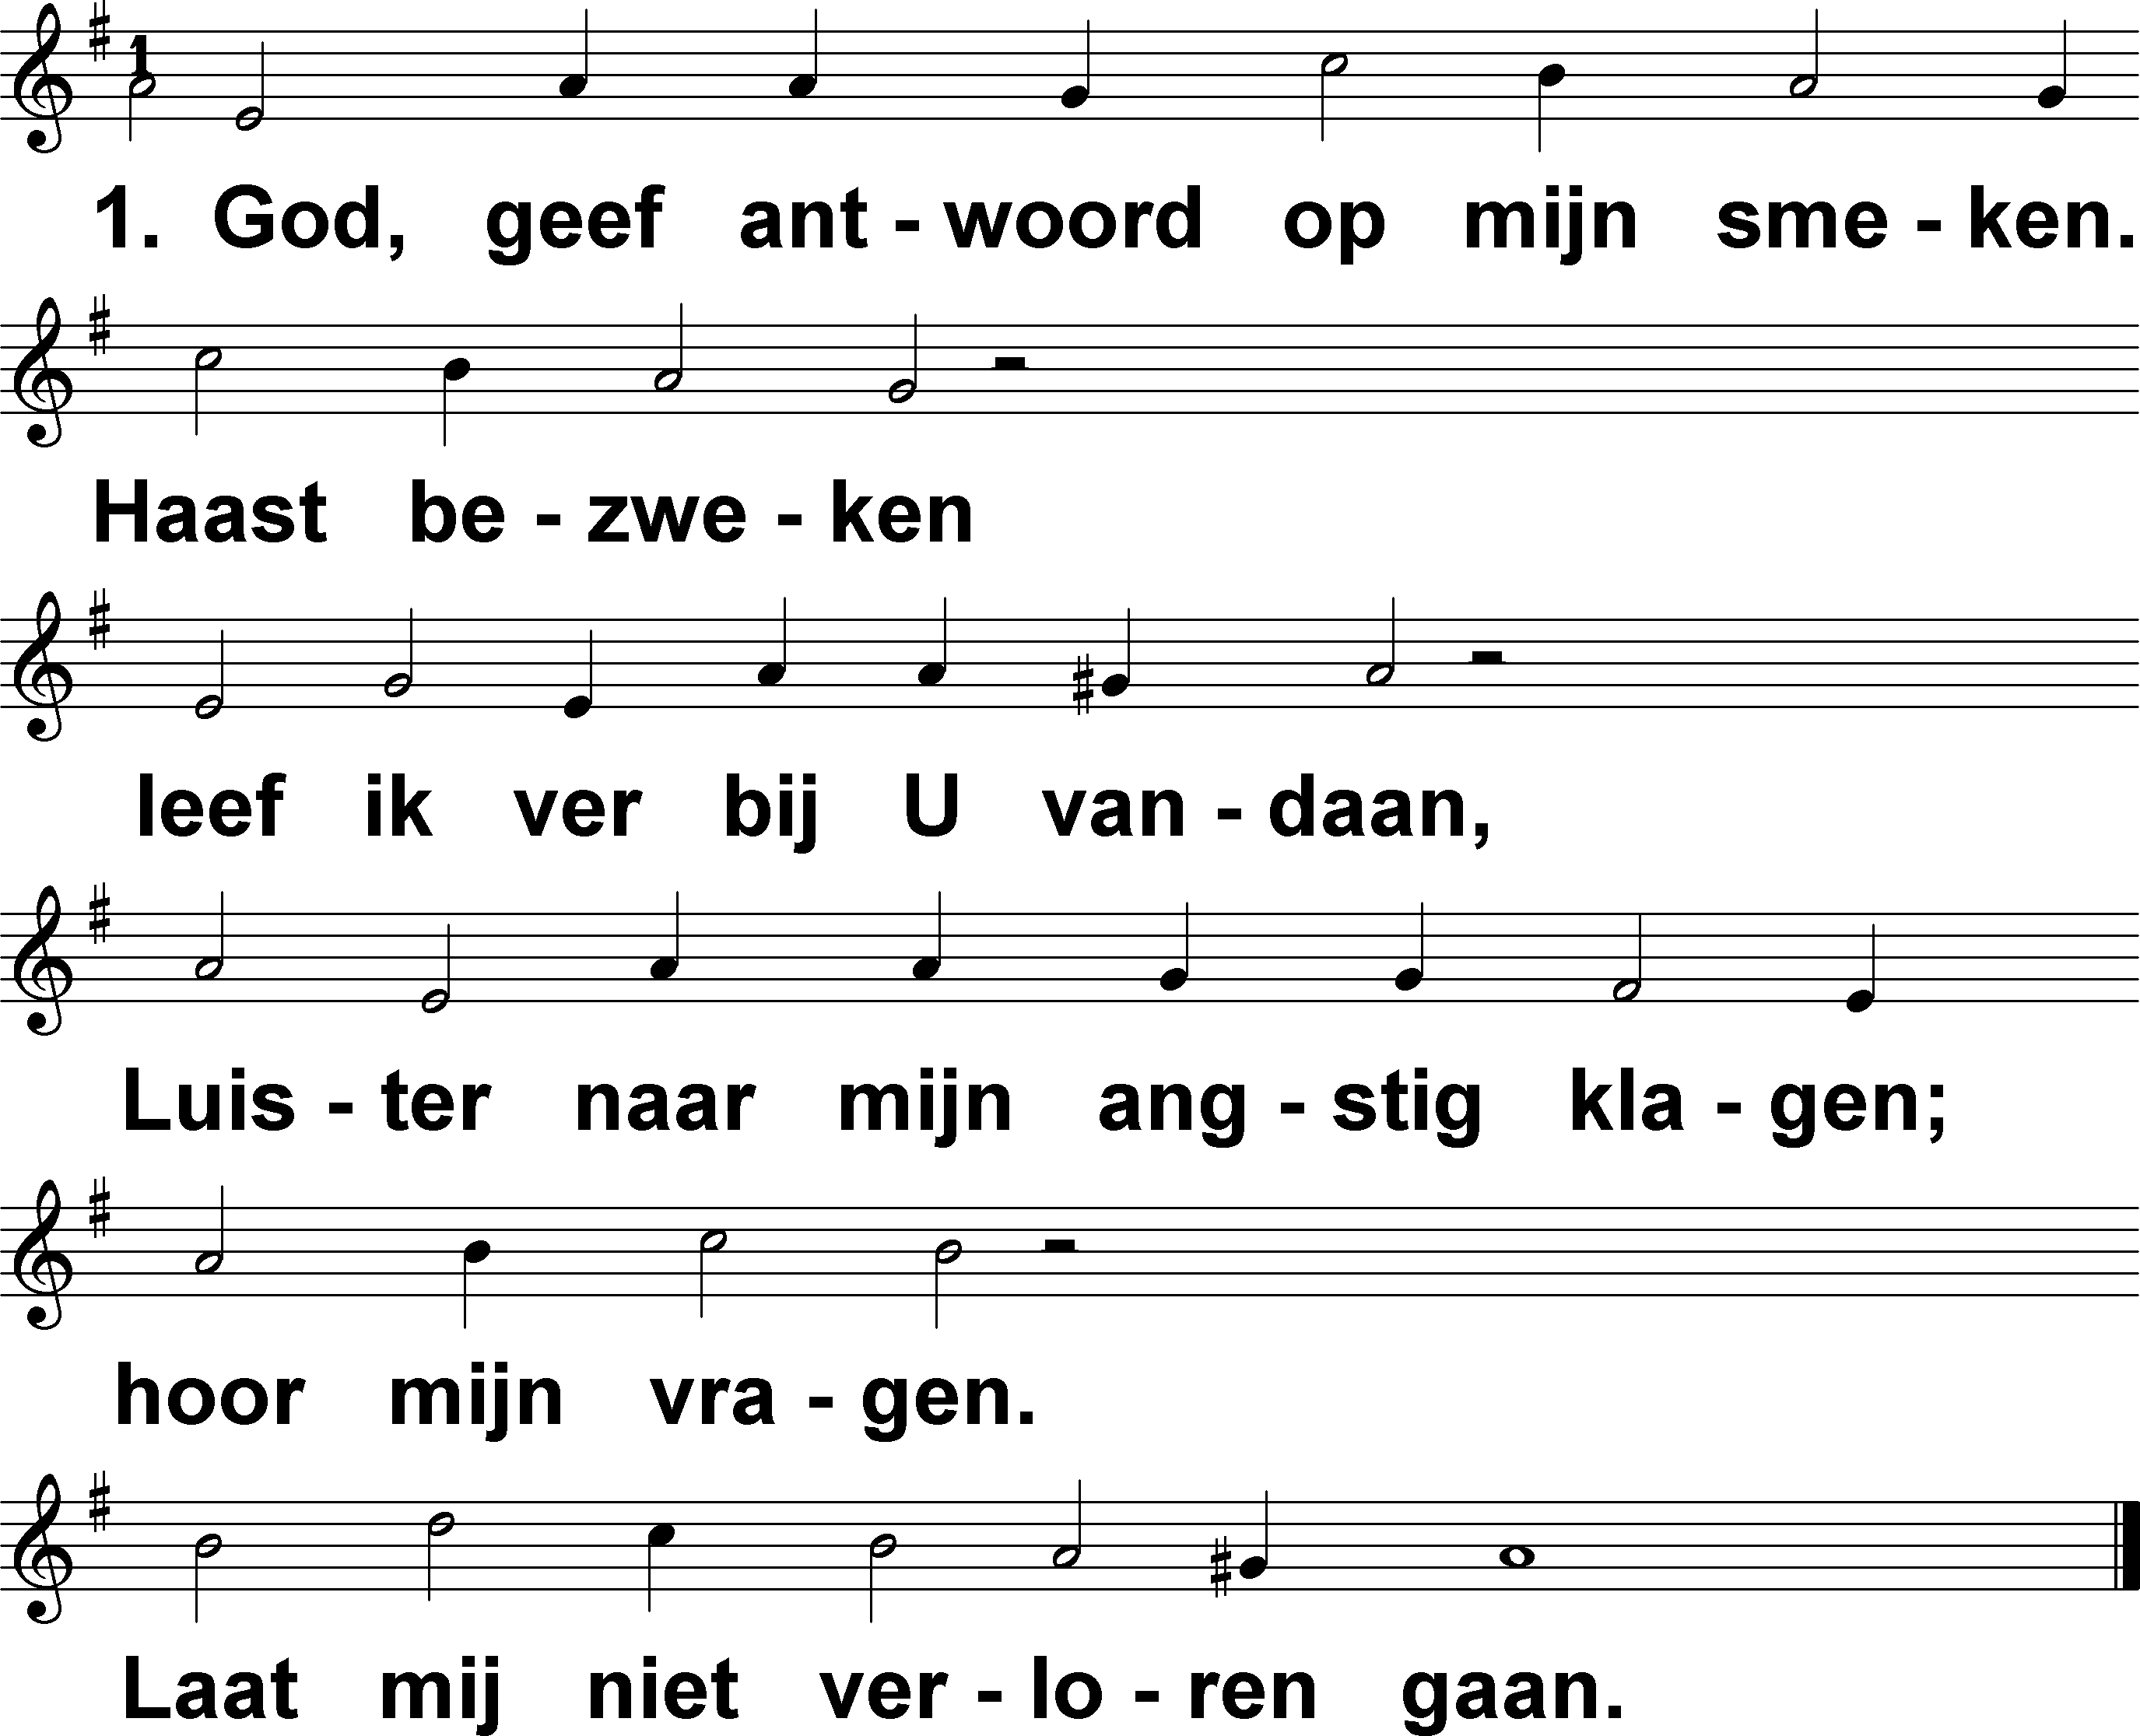 1. God, geef ant - woord op mijn sme - ken.
Haast be - zwe - ken
leef ik ver bij U van - daan,
Luis - ter naar mijn ang - stig kla - gen;
hoor mijn vra - gen.
Laat mij niet ver - lo - ren gaan.